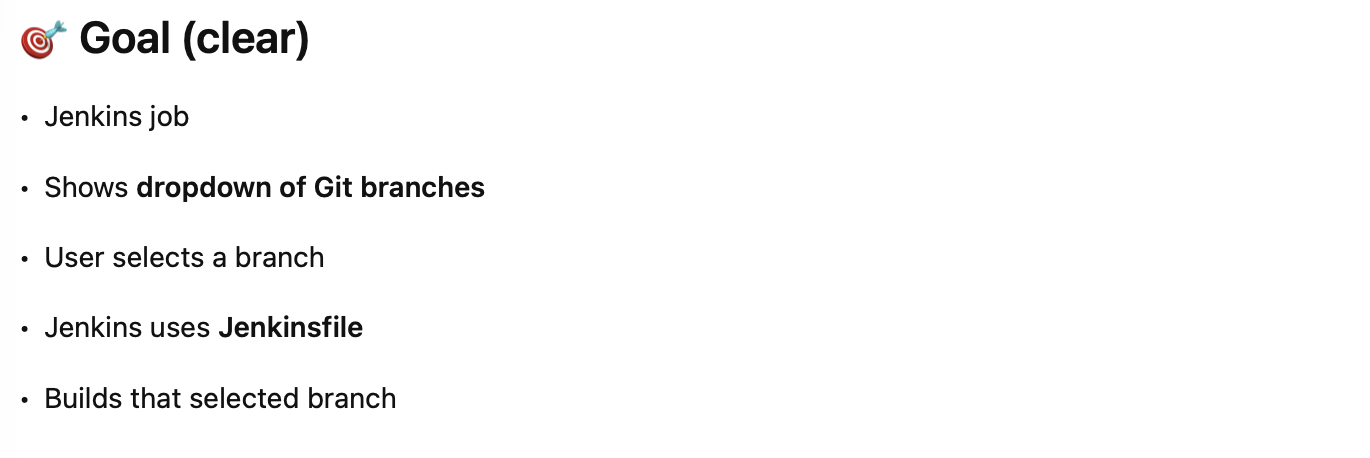 🎯 Goal (clear)
• Jenkins job
• Shows dropdown of Git branches
• User selects a branch
• Jenkins uses Jenkinsfile
• Builds that selected branch